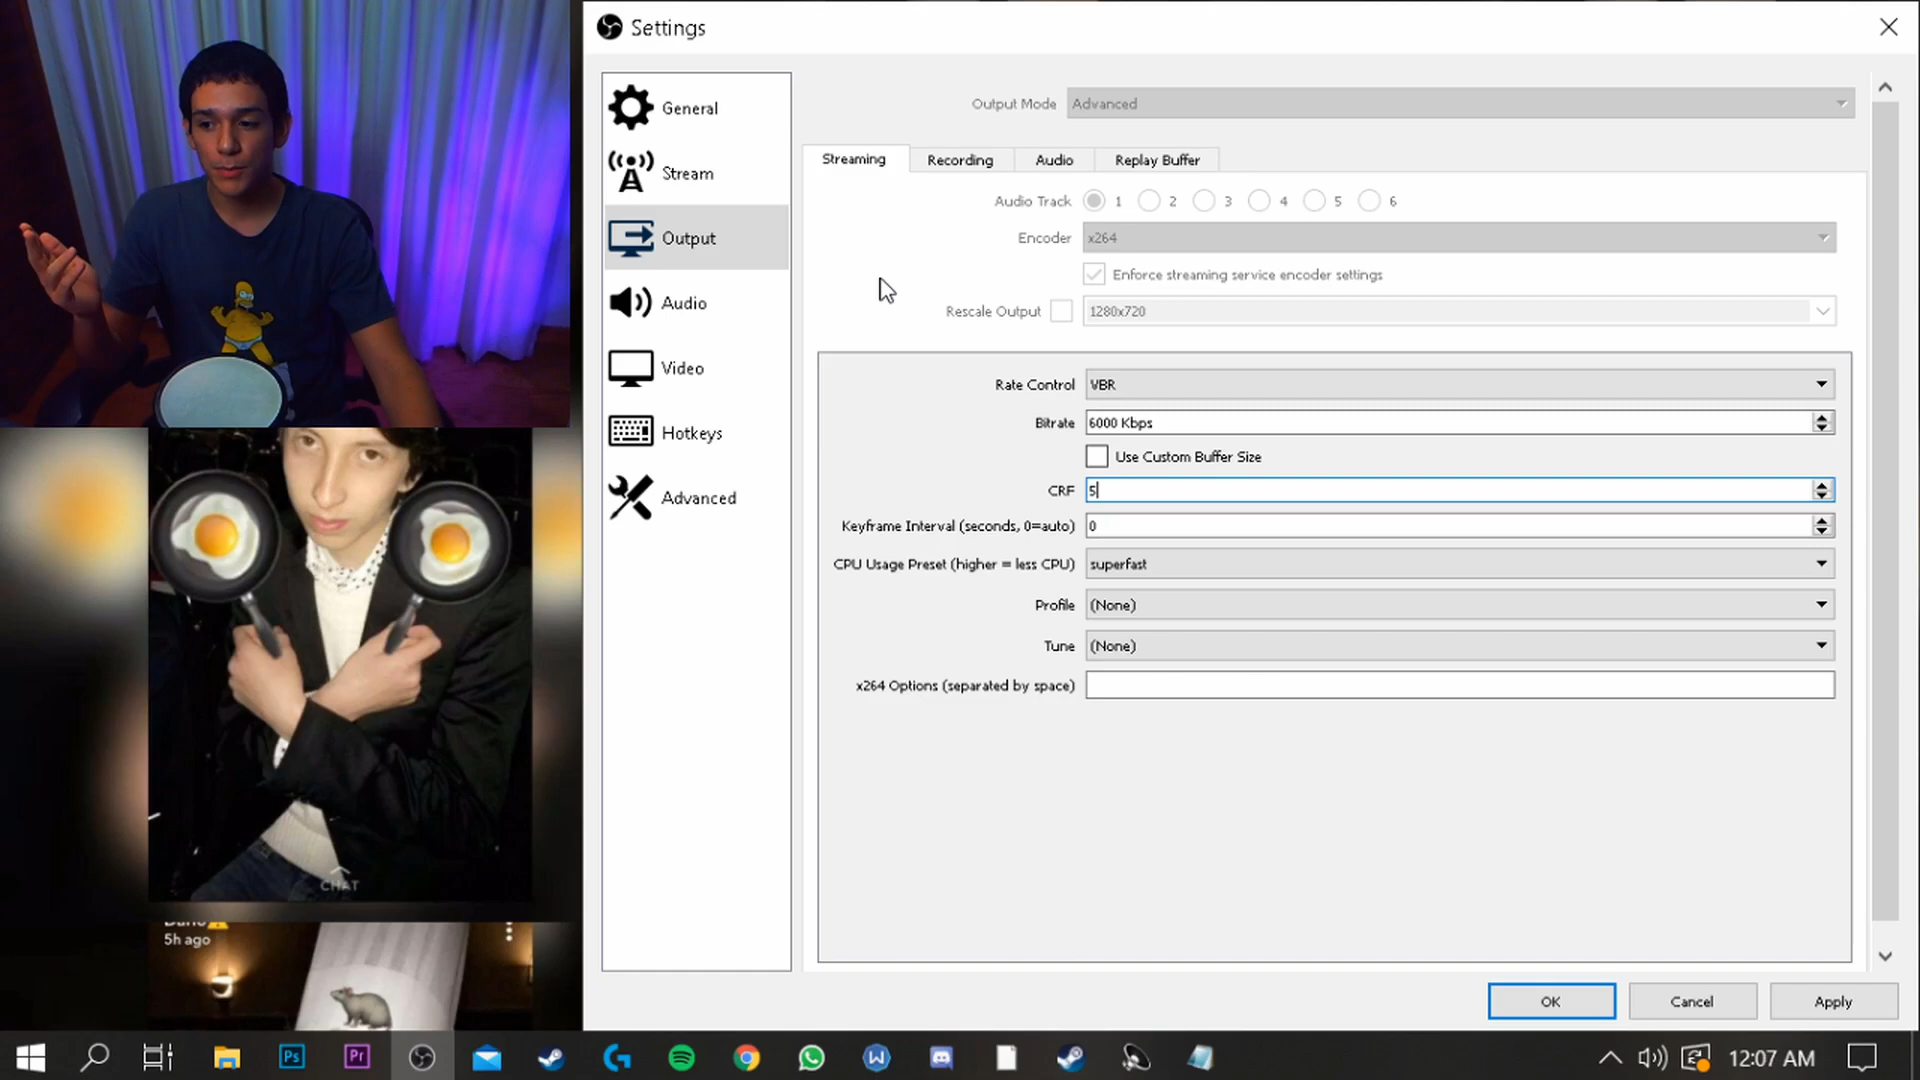 Settings
General
Stream
Output
Audio
Video
Hotkeys
Advanced
Output Mode Advanced
Streaming Recording Audio Replay Buffer
Audio Track 1 2 3 4 5 6
Encoder x264
Enforce streaming service encoder settings
Rescale Output 1280x720
Rate Control VBR
Bitrate 6000 Kbps
Use Custom Buffer Size
CRF 5
Keyframe Interval (seconds, 0=auto) 0
CPU Usage Preset (higher = less CPU) superfast
Profile (None)
Tune (None)
x264 Options (separated by space)
OK Cancel Apply
CHAT
5h ago
Ps Pr 12:07 AM